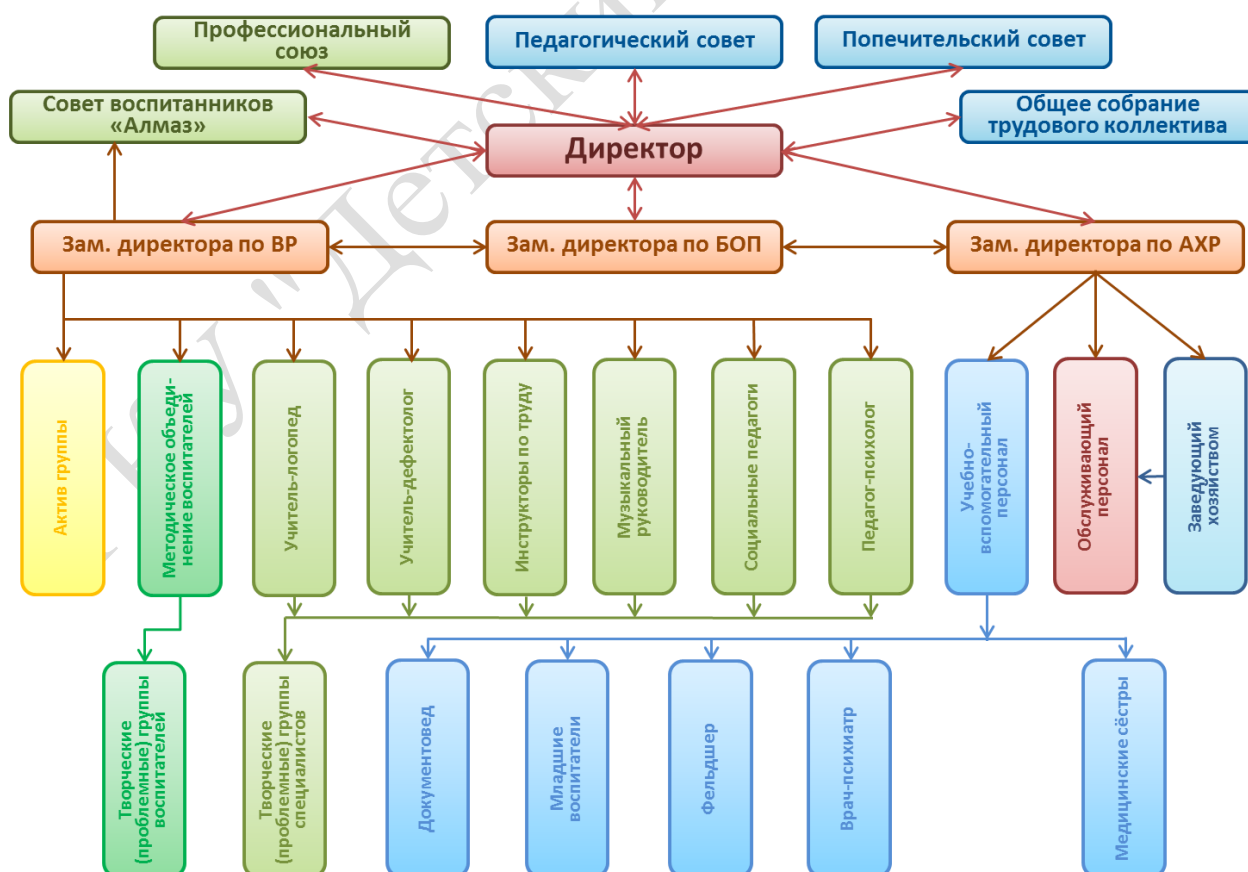 Профессиональный
союз
Педагогический совет
Попечительский совет
Совет воспитанников
«Алмаз»
Общее собрание
трудового коллектива
Директор
Зам. директора по ВР
Зам. директора по БОП
Зам. директора по АХР
Актив группы
Методическое объеди-
нение воспитателей
Учитель-логопед
Учитель-дефектолог
Инструкторы по труду
Музыкальный
руководитель
Социальные педагоги
Педагог-психолог
Учебно-
вспомогательный
персонал
Обслуживающий
персонал
Заведующий
хозяйством
Творческие
(проблемные) группы
воспитателей
Творческие
(проблемные) группы
специалистов
Документовед
Младшие
воспитатели
Фельдшер
Врач-психиатр
Медицинские сёстры